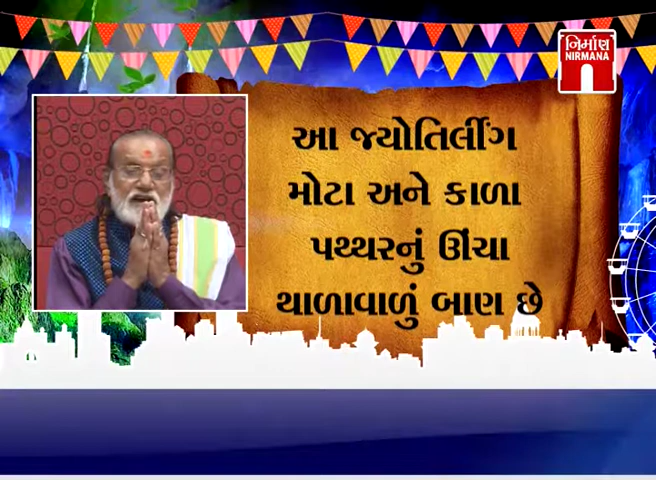 નિર્માણ
NIRMANA
આ જ્યોતિર્લીંગ
મોટા અને કાળા
પથ્થરનું ઊંચા
થાળાવાળું બાણ છે